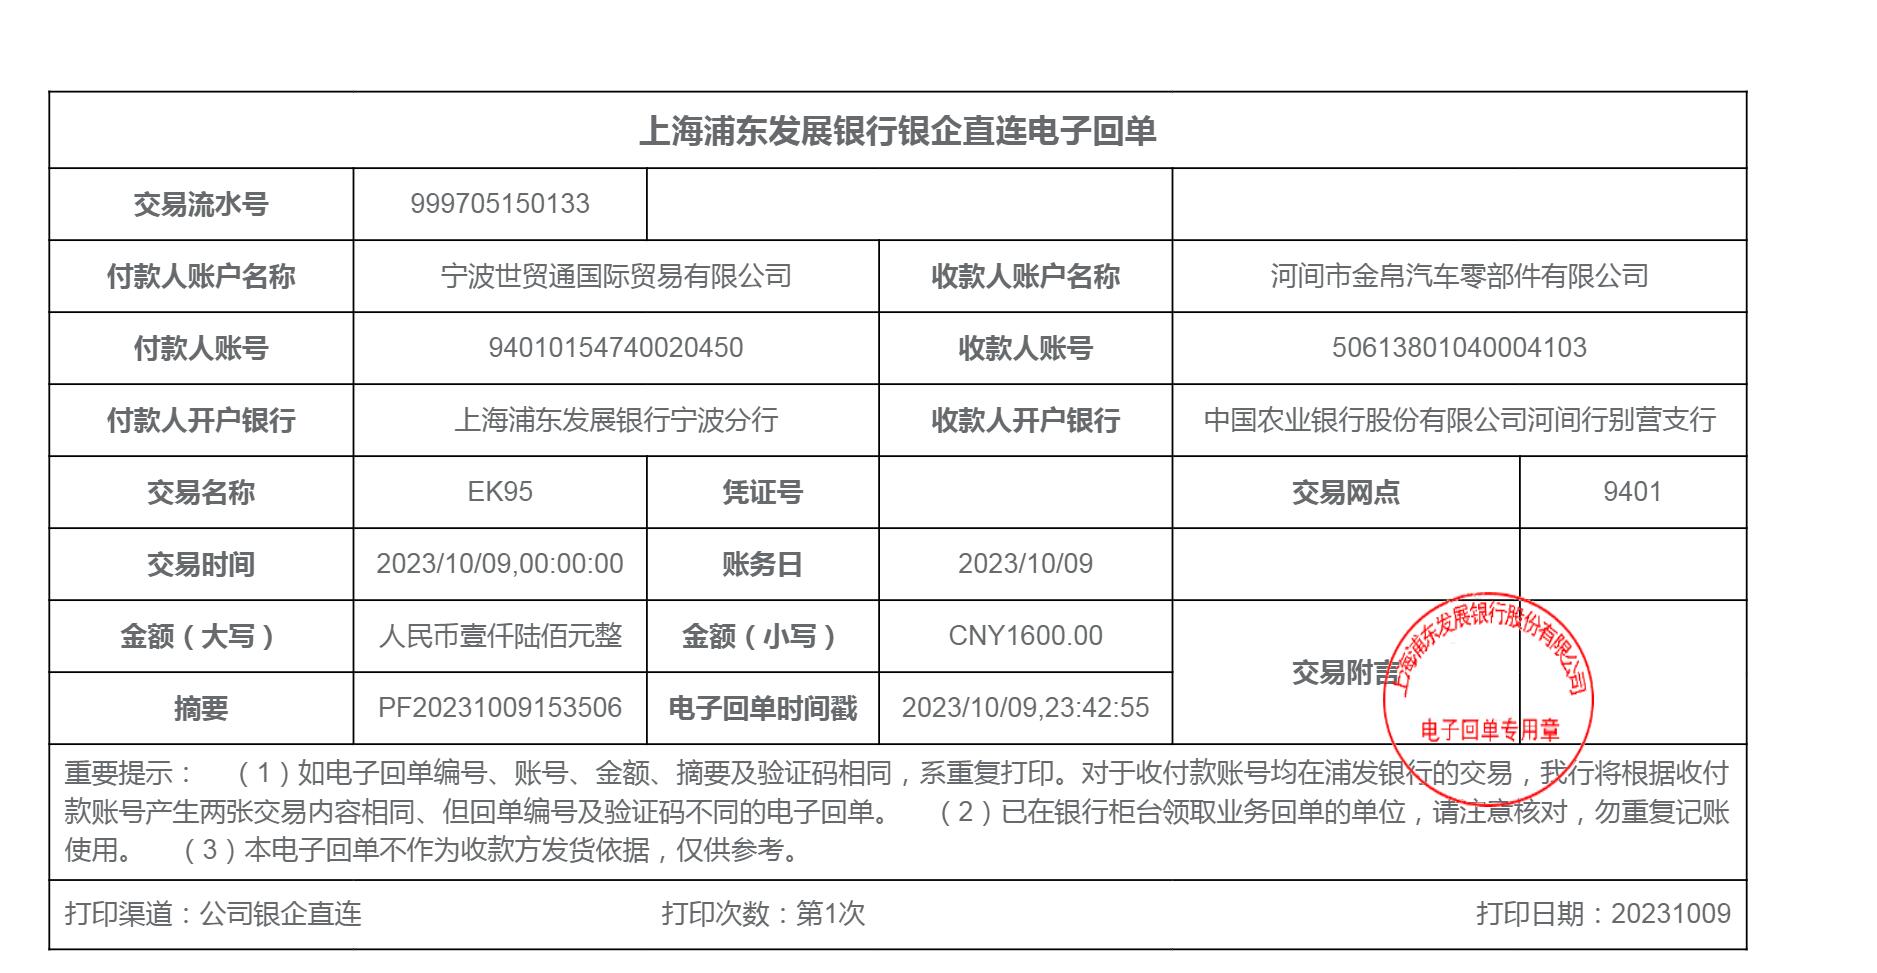 上海浦东发展银行银企直连电子回单
交易流水号 999705150133
付款人账户名称 宁波世贸通国际贸易有限公司 收款人账户名称 河间市金帛汽车零部件有限公司
付款人账号 94010154740020450 收款人账号 50613801040004103
付款人开户银行 上海浦东发展银行宁波分行 收款人开户银行 中国农业银行股份有限公司河间行别营支行
交易名称 EK95 凭证号 交易网点 9401
交易时间 2023/10/09,00:00:00 账务日 2023/10/09
金额（大写） 人民币壹仟陆佰元整 金额（小写） CNY1600.00
交易附言
上海浦东发展银行股份有限公司
电子回单专用章
摘要 PF20231009153506 电子回单时间戳 2023/10/09,23:42:55
重要提示： （1）如电子回单编号、账号、金额、摘要及验证码相同，系重复打印。对于收付款账号均在浦发银行的交易，我行将根据收付
款账号产生两张交易内容相同、但回单编号及验证码不同的电子回单。 （2）已在银行柜台领取业务回单的单位，请注意核对，勿重复记账
使用。 （3）本电子回单不作为收款方发货依据，仅供参考。
打印渠道：公司银企直连 打印次数：第1次 打印日期：20231009